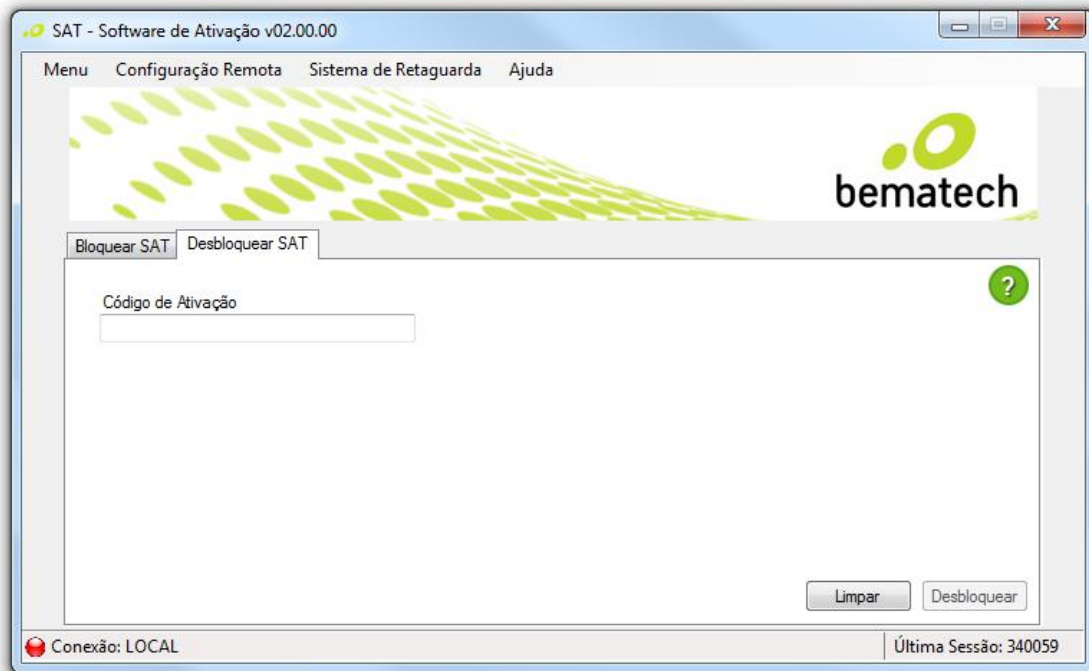 SAT - Software de Ativação v02.00.00
Menu Configuração Remota Sistema de Retaguarda Ajuda
bematech
Bloquear SAT Desbloquear SAT
?
Código de Ativação
Limpar Desbloquear
Conexão: LOCAL Última Sessão: 340059